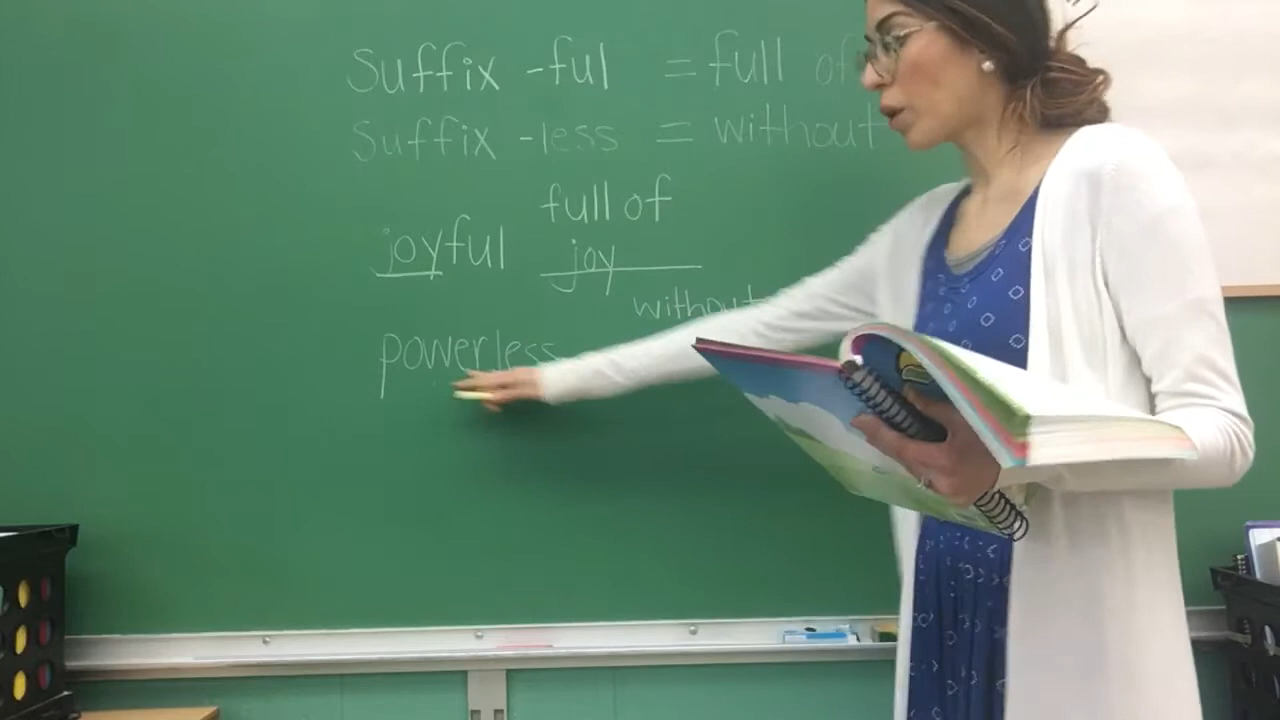 Suffix -ful = full of
Suffix -less = without
joyful full of
joy
without
powerless